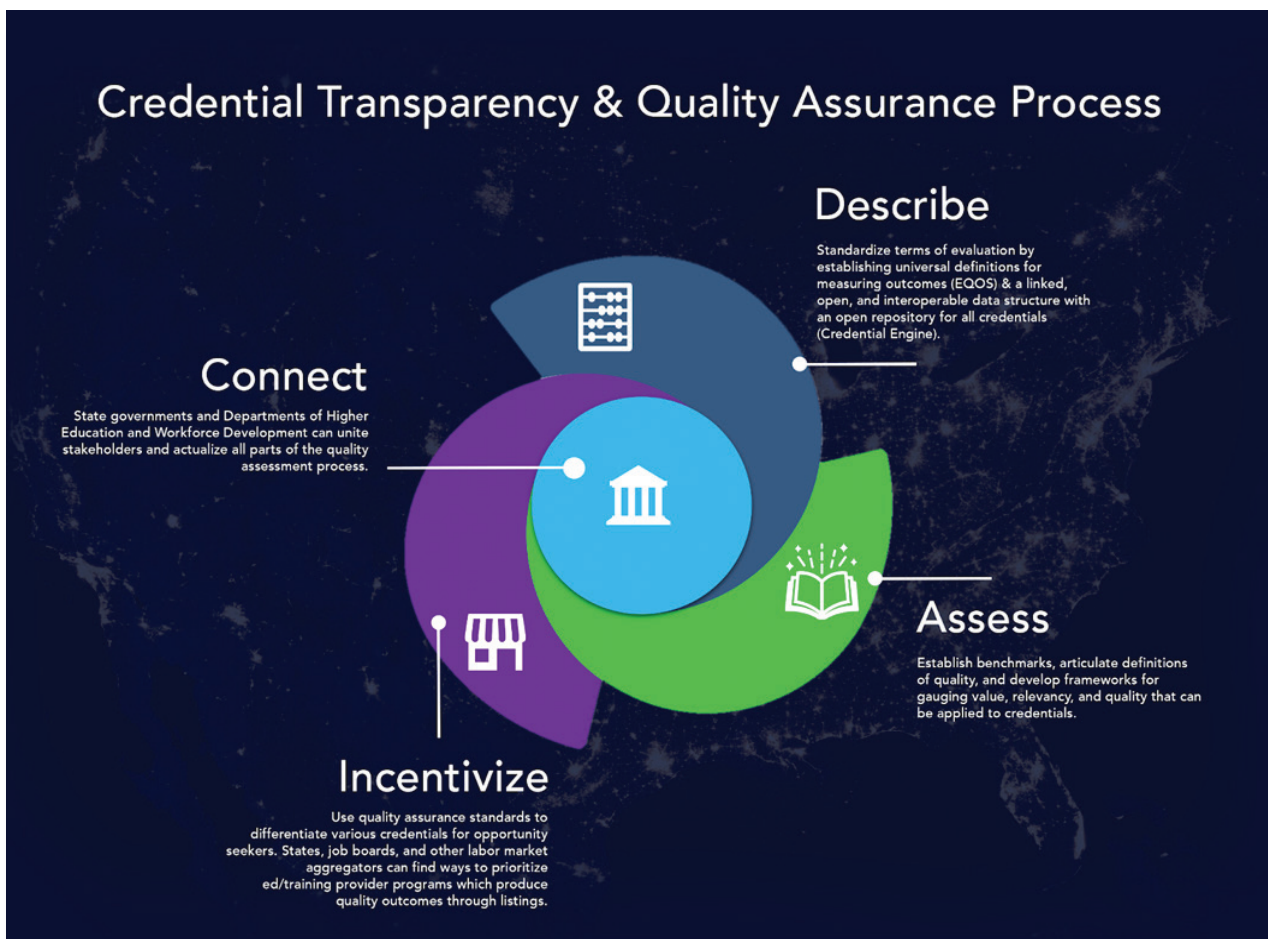 Credential Transparency & Quality Assurance Process
Describe
Standardize terms of evaluation by
establishing universal definitions for
measuring outcomes (EQOS) & a linked,
open, and interoperable data structure with
an open repository for all credentials
(Credential Engine).
Connect
State governments and Departments of Higher
Education and Workforce Development can unite
stakeholders and actualize all parts of the quality
assessment process.
Assess
Establish benchmarks, articulate definitions
of quality, and develop frameworks for
gauging value, relevancy, and quality that can
be applied to credentials.
Incentivize
Use quality assurance standards to
differentiate various credentials for opportunity
seekers. States, job boards, and other labor market
aggregators can find ways to prioritize
ed/training provider programs which produce
quality outcomes through listings.